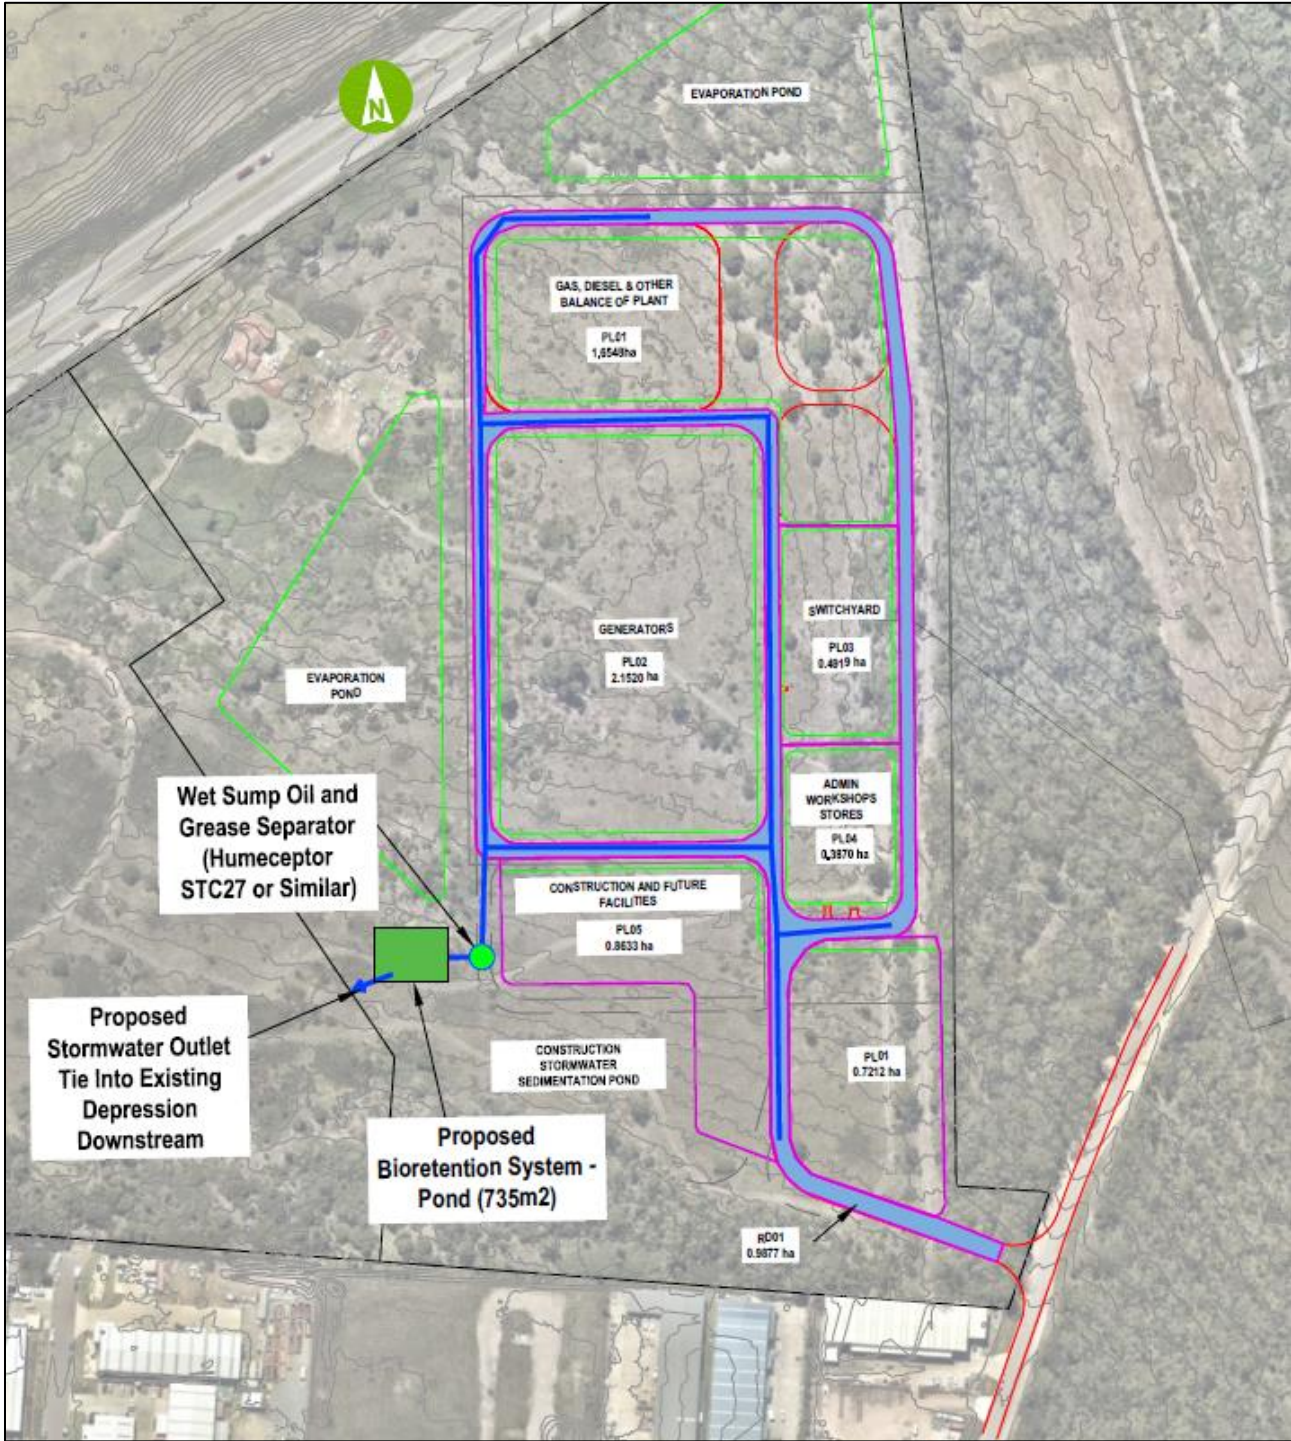 EVAPORATION POND
N
GAS, DIESEL & OTHER
BALANCE OF PLANT
PL01
1,6548ha
GENERATORS
PL02
2.1520 ha
SWITCHYARD
PL03
0.4919 ha
EVAPORATION
POND
ADMIN
WORKSHOPS
STORES
PL04
0,3870 ha
Wet Sump Oil and
Grease Separator
(Humeceptor
STC27 or Similar)
CONSTRUCTION AND FUTURE
FACILITIES
PL05
0.8633 ha
Proposed
Stormwater Outlet
Tie Into Existing
Depression
Downstream
CONSTRUCTION
STORMWATER
SEDIMENTATION POND
PL01
0.7212 ha
Proposed
Bioretention System -
Pond (735m2)
RD01
0.9877 ha